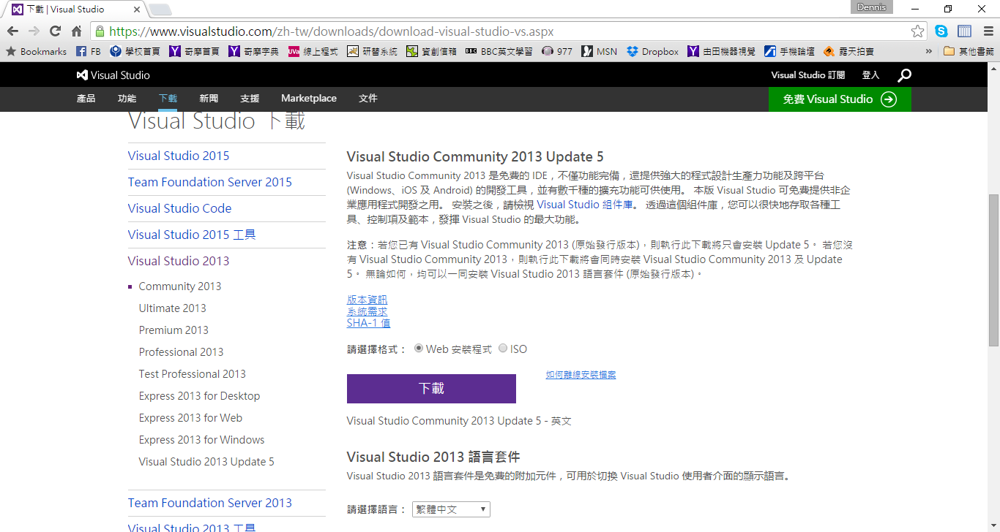 下載 | Visual Studio
Dennis
https://www.visualstudio.com/zh-tw/downloads/download-visual-studio-vs.aspx
Bookmarks FB 學校首頁 奇摩首頁 奇摩字典 UVa 線上程式 研替系統 資創信箱 BBC BBC英文學習 977 MSN Dropbox 由田機器視覺 手機論壇 露天拍賣 » 其他書籤
Visual Studio
Visual Studio 訂閱 登入
產品 功能 下載 新聞 支援 Marketplace 文件
免費 Visual Studio
Visual Studio 下載
Visual Studio 2015
Team Foundation Server 2015
Visual Studio Code
Visual Studio 2015 工具
Visual Studio 2013
Community 2013
Ultimate 2013
Premium 2013
Professional 2013
Test Professional 2013
Express 2013 for Desktop
Express 2013 for Web
Express 2013 for Windows
Visual Studio 2013 Update 5
Team Foundation Server 2013
Visual Studio 2013 工具
Visual Studio Community 2013 Update 5
Visual Studio Community 2013 是免費的 IDE，不僅功能完備，還提供強大的程式設計生產力功能及跨平台
(Windows、iOS 及 Android) 的開發工具，並有數千種的擴充功能可供使用。 本版 Visual Studio 可免費提供非企
業應用程式開發之用。 安裝之後，請檢視 Visual Studio 組件庫。 透過這個組件庫，您可以很快地存取各種工
具、控制項及範本，發揮 Visual Studio 的最大功能。
注意：若您已有 Visual Studio Community 2013 (原始發行版本)，則執行此下載將只會安裝 Update 5。 若您沒
有 Visual Studio Community 2013，則執行此下載將會同時安裝 Visual Studio Community 2013 及 Update
5。 無論如何，均可以一同安裝 Visual Studio 2013 語言套件 (原始發行版本)。
版本資訊
系統需求
SHA-1 值
請選擇格式： Web 安裝程式 ISO
下載
如何離線安裝檔案
Visual Studio Community 2013 Update 5 - 英文
Visual Studio 2013 語言套件
Visual Studio 2013 語言套件是免費的附加元件，可用於切換 Visual Studio 使用者介面的顯示語言。
請選擇語言： 繁體中文